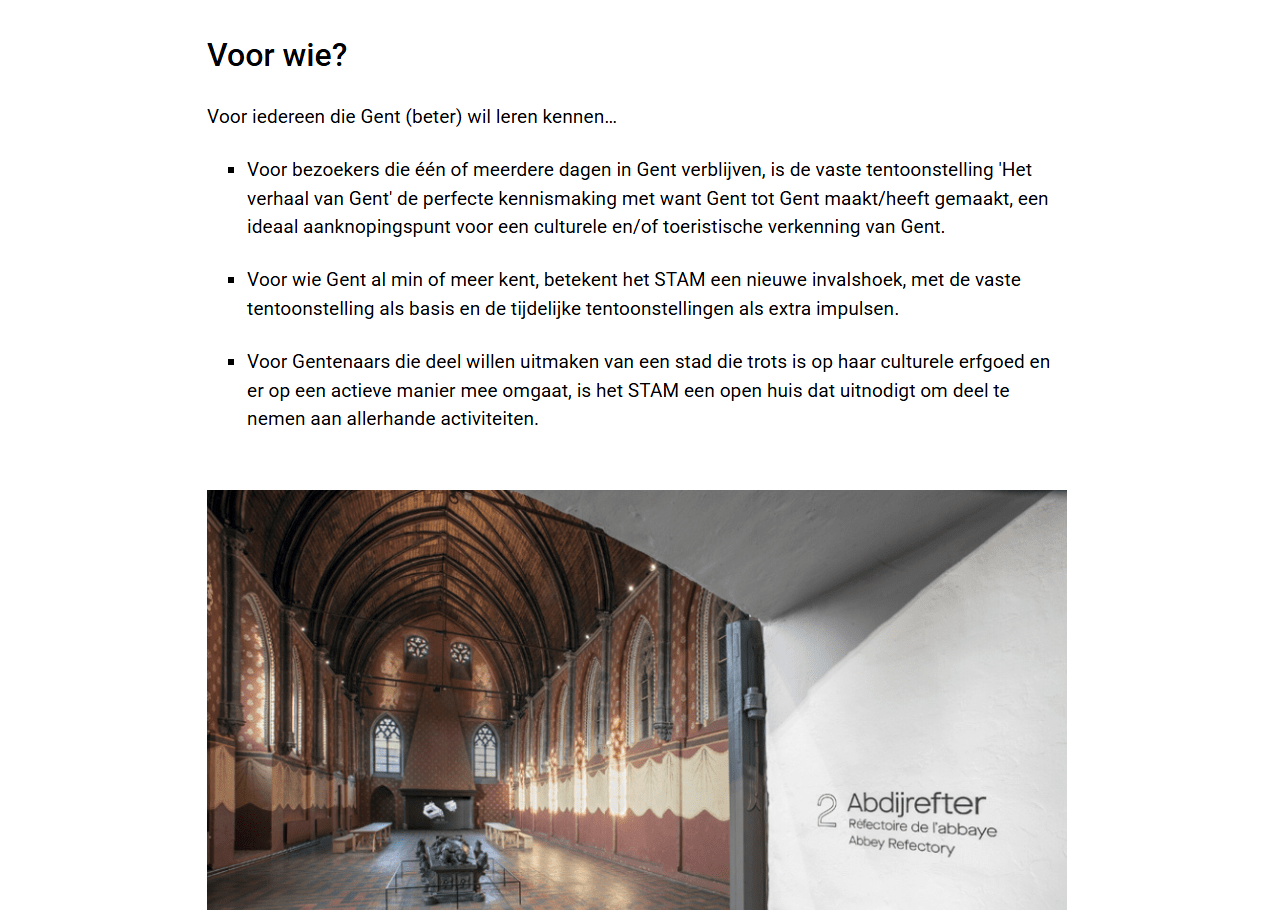 Voor wie?
Voor iedereen die Gent (beter) wil leren kennen…
▪ Voor bezoekers die één of meerdere dagen in Gent verblijven, is de vaste tentoonstelling 'Het
verhaal van Gent' de perfecte kennismaking met want Gent tot Gent maakt/heeft gemaakt, een
ideaal aanknopingspunt voor een culturele en/of toeristische verkenning van Gent.
▪ Voor wie Gent al min of meer kent, betekent het STAM een nieuwe invalshoek, met de vaste
tentoonstelling als basis en de tijdelijke tentoonstellingen als extra impulsen.
▪ Voor Gentenaars die deel willen uitmaken van een stad die trots is op haar culturele erfgoed en
er op een actieve manier mee omgaat, is het STAM een open huis dat uitnodigt om deel te
nemen aan allerhande activiteiten.
2 Abdijrefter
Réfectoire de l'abbaye
Abbey Refectory